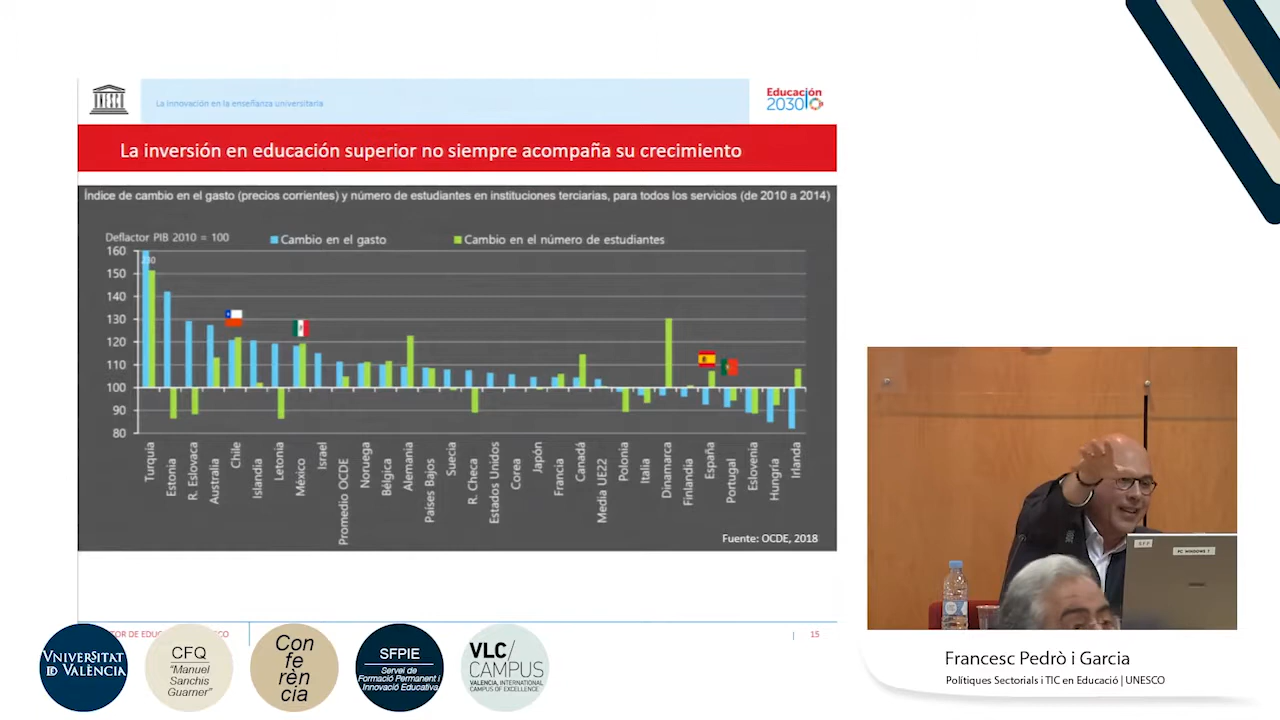 UNESCO
La innovación en la enseñanza universitaria
Educación
2030
La inversión en educación superior no siempre acompaña su crecimiento
Índice de cambio en el gasto (precios corrientes) y número de estudiantes en instituciones terciarias, para todos los servicios (de 2010 a 2014)
Deflactor PIB 2010 = 100
Cambio en el gasto
Cambio en el número de estudiantes
160
150
140
130
120
110
100
90
80
230
Turquía
Estonia
R. Eslovaca
Australia
Chile
Islandia
Letonia
México
Israel
Promedio OCDE
Noruega
Bélgica
Alemania
Países Bajos
Suecia
R. Checa
Estados Unidos
Corea
Japón
Francia
Canadá
Media UE22
Polonia
Italia
Dinamarca
Finlandia
España
Portugal
Eslovenia
Hungría
Irlanda
Fuente: OCDE, 2018
15
VNIVERSITAT
DE VALÈNCIA
CFQ
"Manuel
Sanchis
Guarner"
Con
fe
rèn
cia
SFPIE
Servei de
Formació Permanent i
Innovació Educativa
VLC/
CAMPUS
VALENCIA, INTERNATIONAL
CAMPUS OF EXCELLENCE
PC WINDOWS 7
Francesc Pedrò i Garcia
Polítiques Sectorials i TIC en Educació | UNESCO